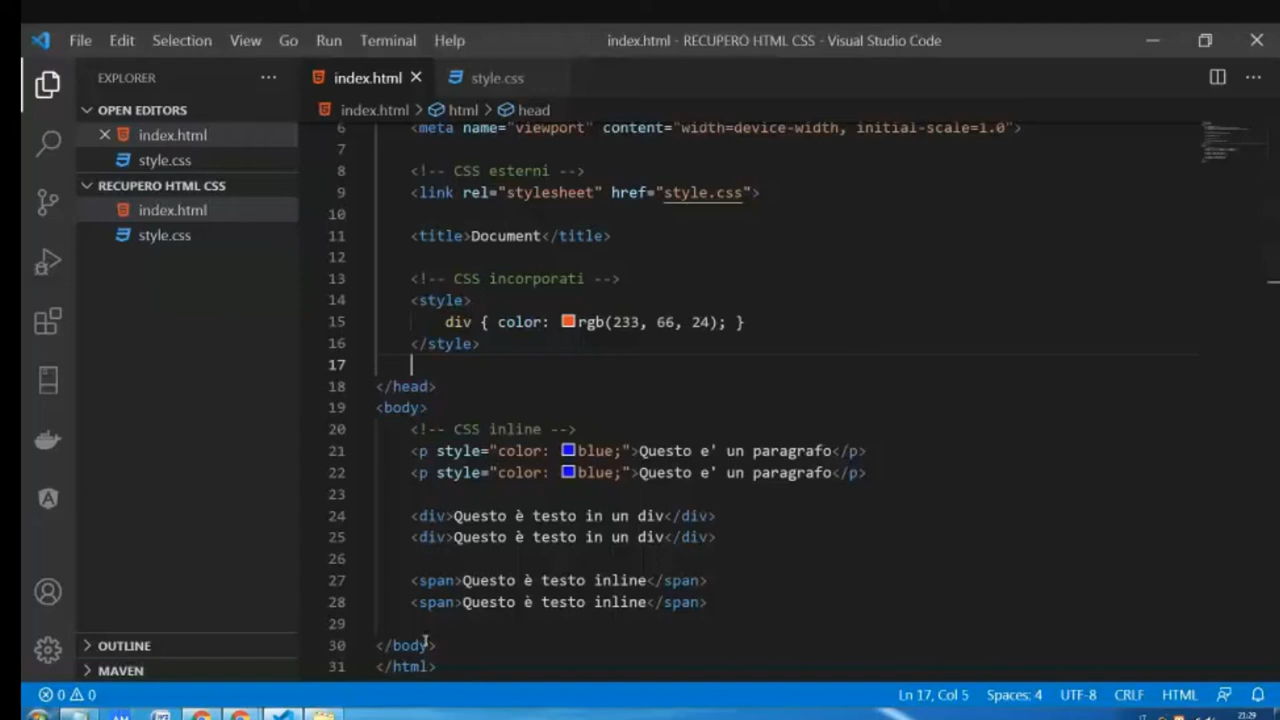 File Edit Selection View Go Run Terminal Help
index.html - RECUPERO HTML CSS - Visual Studio Code
EXPLORER
OPEN EDITORS
index.html
style.css
RECUPERO HTML CSS
index.html
style.css
OUTLINE
MAVEN
index.html
style.css
index.html > html > head
6 <meta name="viewport" content="width=device-width, initial-scale=1.0">
7
8 <!-- CSS esterni -->
9 <link rel="stylesheet" href="style.css">
10
11 <title>Document</title>
12
13 <!-- CSS incorporati -->
14 <style>
15 div { color: rgb(233, 66, 24); }
16 </style>
17
18 </head>
19 <body>
20 <!-- CSS inline -->
21 <p style="color: blue;">Questo e' un paragrafo</p>
22 <p style="color: blue;">Questo e' un paragrafo</p>
23
24 <div>Questo è testo in un div</div>
25 <div>Questo è testo in un div</div>
26
27 <span>Questo è testo inline</span>
28 <span>Questo è testo inline</span>
29
30 </body>
31 </html>
0 0
Ln 17, Col 5 Spaces: 4 UTF-8 CRLF HTML
21:29